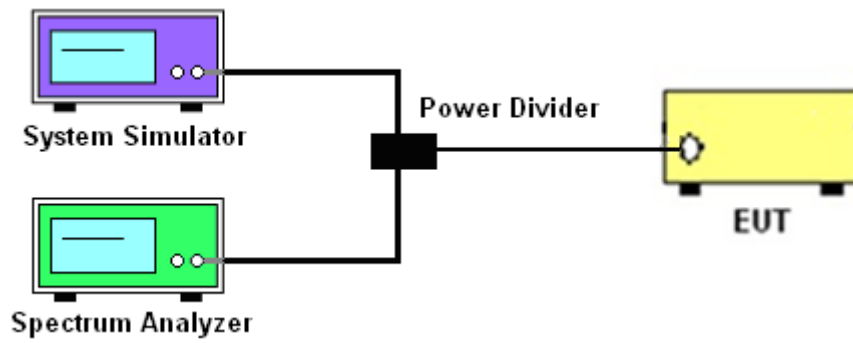 System Simulator
Power Divider
EUT
Spectrum Analyzer